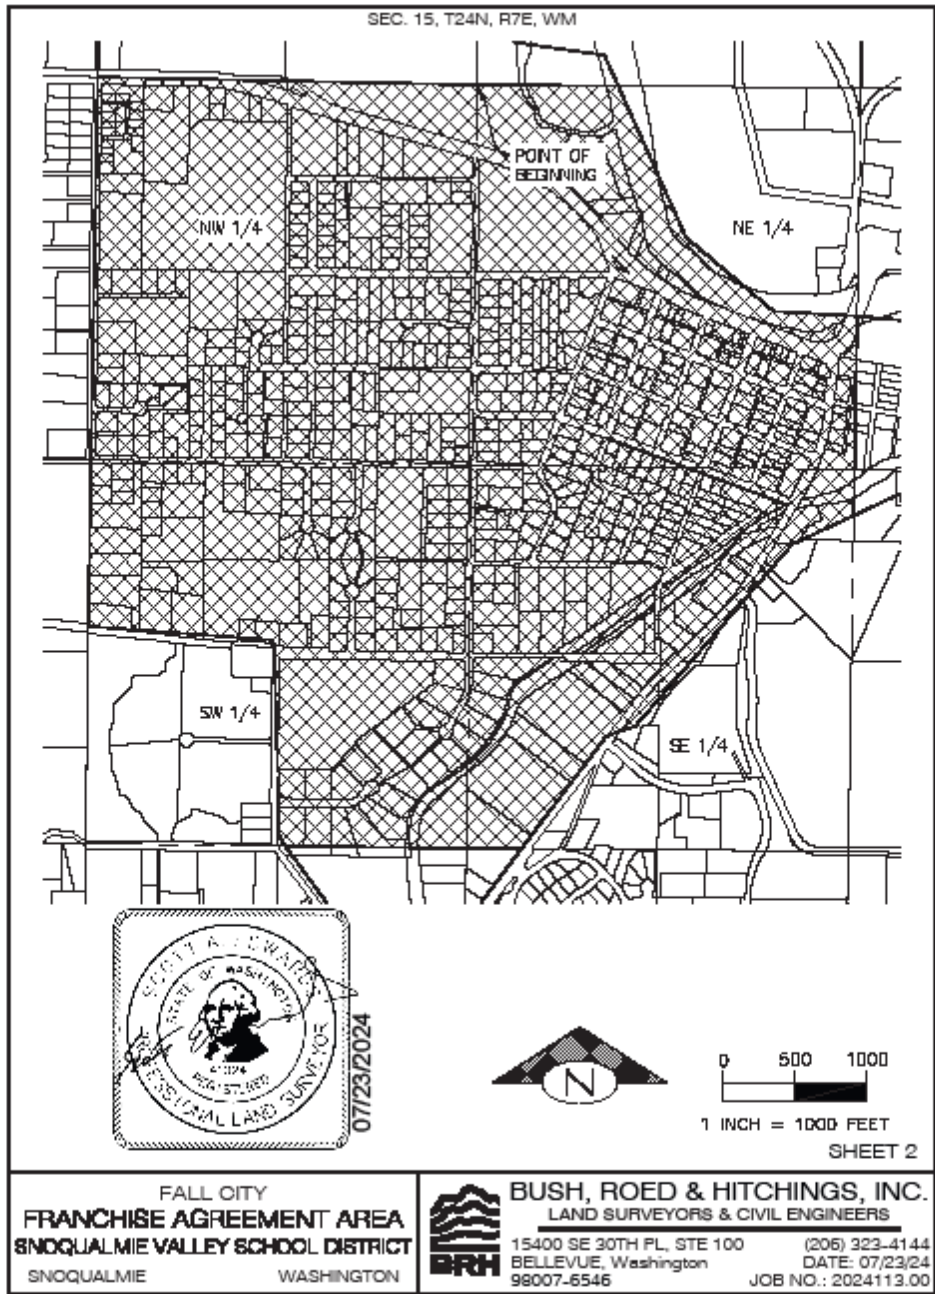 SEC. 15, T24N, R7E, WM
POINT OF
BEGINNING
NW 1/4
NE 1/4
SW 1/4
SE 1/4
SCOTT A. EDWARDS
STATE OF WASHINGTON
REGISTERED
PROFESSIONAL LAND SURVEYOR
07/23/2024
N
0 500 1000
1 INCH = 1000 FEET
SHEET 2
FALL CITY
FRANCHISE AGREEMENT AREA
SNOQUALMIE VALLEY SCHOOL DISTRICT
SNOQUALMIE WASHINGTON
BRH
BUSH, ROED & HITCHINGS, INC.
LAND SURVEYORS & CIVIL ENGINEERS
15400 SE 30TH PL, STE 100 (206) 323-4144
BELLEVUE, Washington DATE: 07/23/24
98007-6546 JOB NO.: 2024113.00